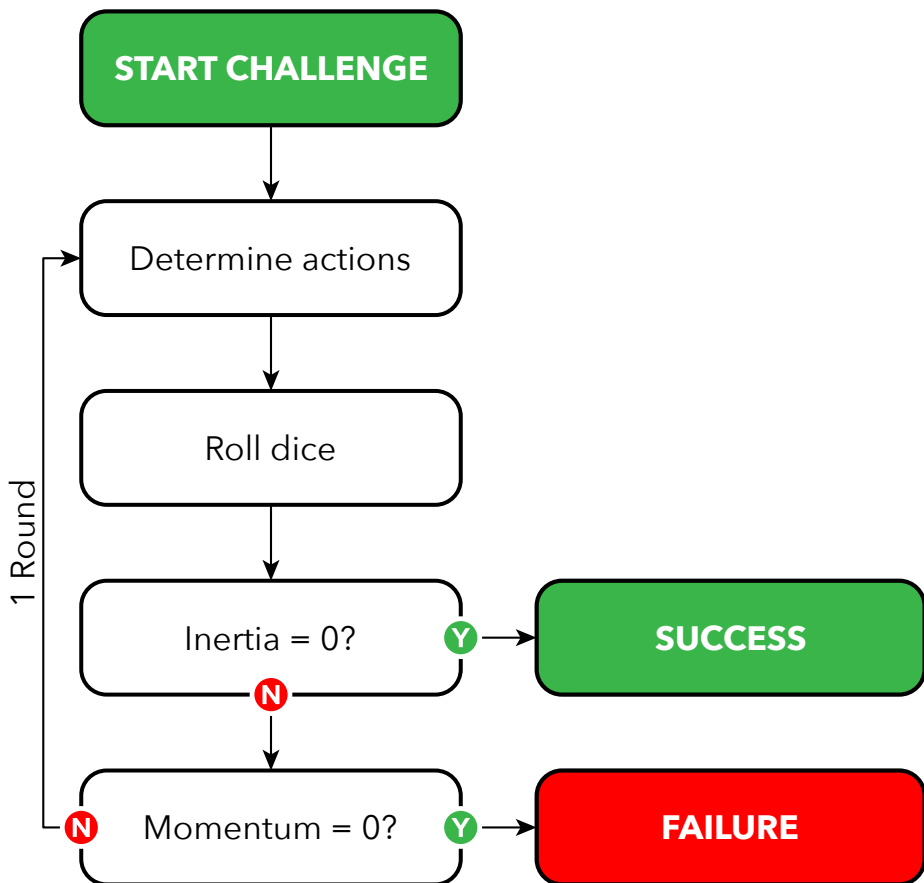 START CHALLENGE
Determine actions
Roll dice
1 Round
Inertia = 0?
Y
SUCCESS
N
N
Momentum = 0?
Y
FAILURE